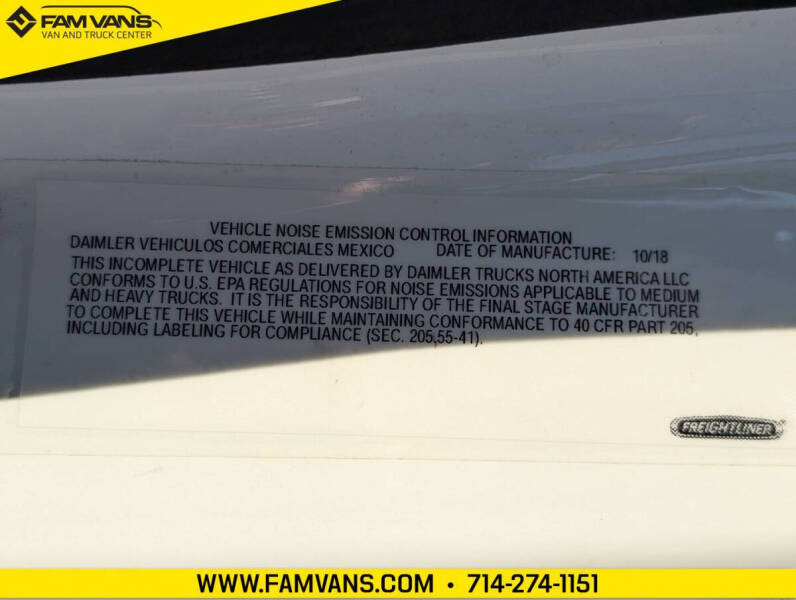 FAM VANS
VAN AND TRUCK CENTER
VEHICLE NOISE EMISSION CONTROL INFORMATION
DAIMLER VEHICULOS COMERCIALES MEXICO DATE OF MANUFACTURE: 10/18
THIS INCOMPLETE VEHICLE AS DELIVERED BY DAIMLER TRUCKS NORTH AMERICA LLC
CONFORMS TO U.S. EPA REGULATIONS FOR NOISE EMISSIONS APPLICABLE TO MEDIUM
AND HEAVY TRUCKS. IT IS THE RESPONSIBILITY OF THE FINAL STAGE MANUFACTURER
TO COMPLETE THIS VEHICLE WHILE MAINTAINING CONFORMANCE TO 40 CFR PART 205,
INCLUDING LABELING FOR COMPLIANCE (SEC. 205,55-41).
FREIGHTLINER
WWW.FAMVANS.COM • 714-274-1151